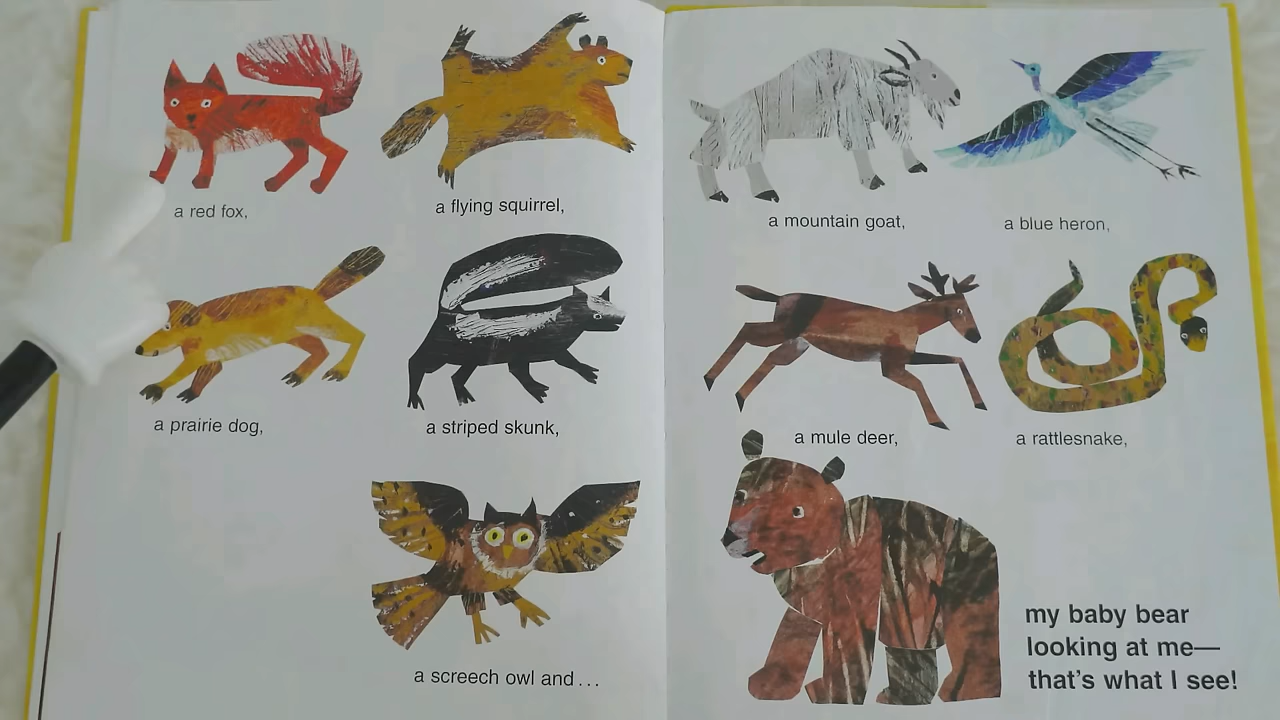 a red fox,
a flying squirrel,
a prairie dog,
a striped skunk,
a screech owl and ...
a mountain goat,
a blue heron,
a mule deer,
a rattlesnake,
my baby bear
looking at me—
that's what I see!